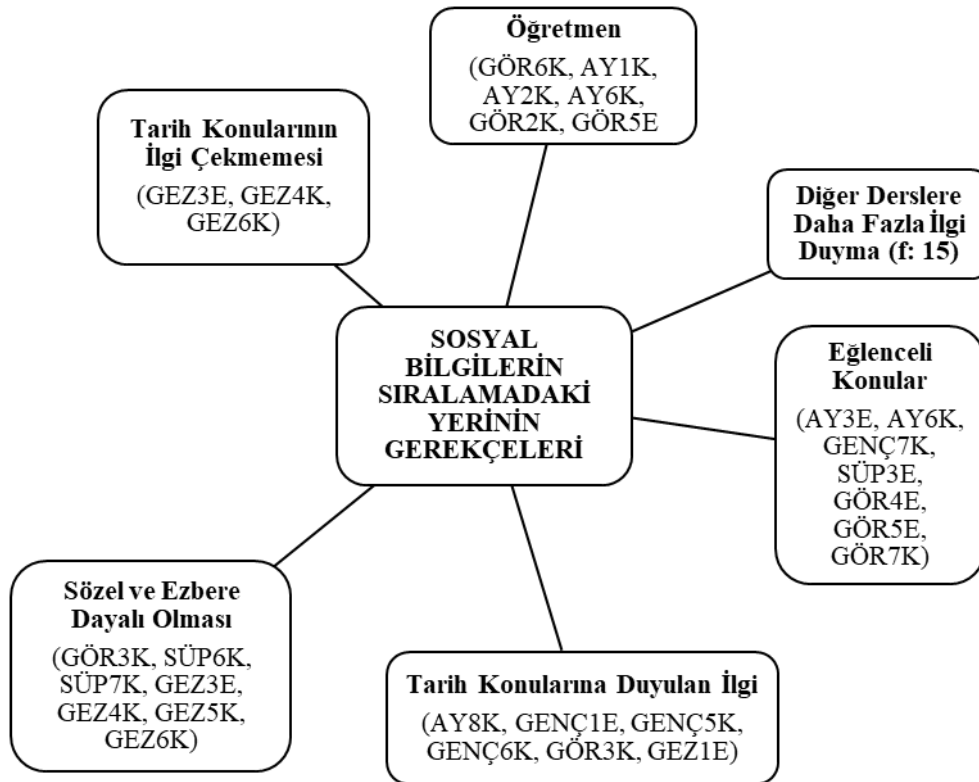 Öğretmen
(GÖR6K, AY1K,
AY2K, AY6K,
GÖR2K, GÖR5E
Tarih Konularının
İlgi Çekmemesi
(GEZ3E, GEZ4K,
GEZ6K)
Diğer Derslere
Daha Fazla İlgi
Duyma (f: 15)
SOSYAL
BİLGİLERİN
SIRALAMADAKİ
YERİNİN
GEREKÇELERİ
Eğlenceli
Konular
(AY3E, AY6K,
GENÇ7K,
SÜP3E,
GÖR4E,
GÖR5E,
GÖR7K)
Sözel ve Ezbere
Dayalı Olması
(GÖR3K, SÜP6K,
SÜP7K, GEZ3E,
GEZ4K, GEZ5K,
GEZ6K)
Tarih Konularına Duyulan İlgi
(AY8K, GENÇ1E, GENÇ5K,
GENÇ6K, GÖR3K, GEZ1E)